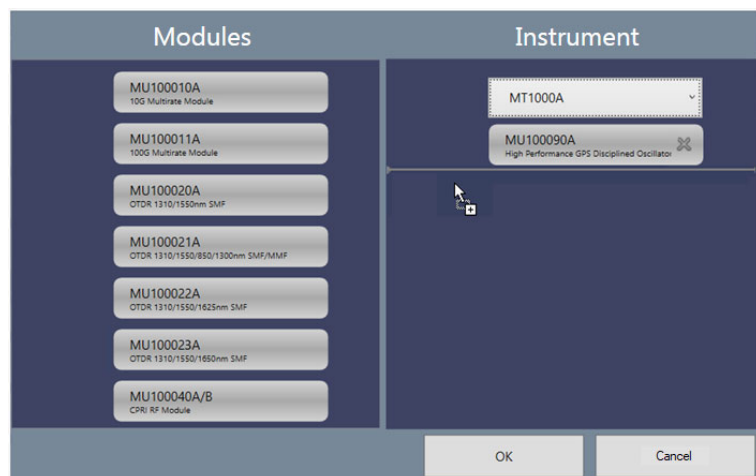 Modules
MU100010A
10G Multirate Module
MU100011A
100G Multirate Module
MU100020A
OTDR 1310/1550nm SMF
MU100021A
OTDR 1310/1550/850/1300nm SMF/MMF
MU100022A
OTDR 1310/1550/1625nm SMF
MU100023A
OTDR 1310/1550/1650nm SMF
MU100040A/B
CPRI RF Module
Instrument
MT1000A
MU100090A
High Performance GPS Disciplined Oscillator
OK
Cancel